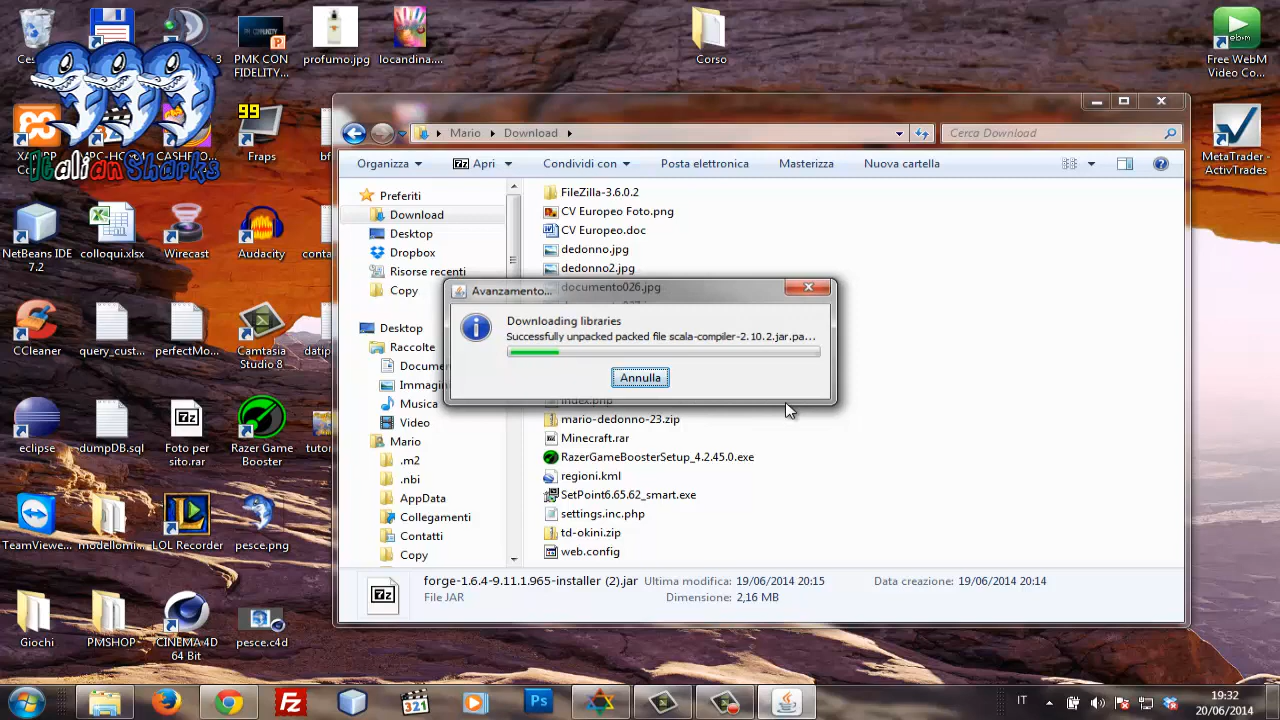 Ces...
3
PMK CON
FIDELITY...
profumo.jpg
locandina....
Corso
Free WebM
Video Co...
99
Italian Sharks
Fraps
MetaTrader -
ActivTrades
NetBeans IDE
7.2
colloqui.xlsx
Wirecast
Audacity
conta
CCleaner
query_cust...
perfectMo...
Camtasia
Studio 8
datip
eclipse
dumpDB.sql
Foto per
sito.rar
Razer Game
Booster
tutor
TeamViewe...
modellomi...
LOL Recorder
pesce.png
Giochi
PMSHOP
CINEMA 4D
64 Bit
pesce.c4d
Mario
Download
Cerca Download
Organizza
Apri
Condividi con
Posta elettronica
Masterizza
Nuova cartella
Preferiti
Download
Desktop
Dropbox
Risorse recenti
Copy
Desktop
Raccolte
Docume
Immagin
Musica
Video
Mario
.m2
.nbi
AppData
Collegamenti
Contatti
Copy
FileZilla-3.6.0.2
CV Europeo Foto.png
CV Europeo.doc
dedonno.jpg
dedonno2.jpg
documento026.jpg
Avanzamento...
Downloading libraries
Successfully unpacked packed file scala-compiler-2.10.2.jar.pa...
Annulla
index.php
mario-dedonno-23.zip
Minecraft.rar
RazerGameBoosterSetup_4.2.45.0.exe
regioni.kml
SetPoint6.65.62_smart.exe
settings.inc.php
td-okini.zip
web.config
forge-1.6.4-9.11.1.965-installer (2).jar
Ultima modifica: 19/06/2014 20:15
Data creazione: 19/06/2014 20:14
File JAR
Dimensione: 2,16 MB
IT
19:32
20/06/2014